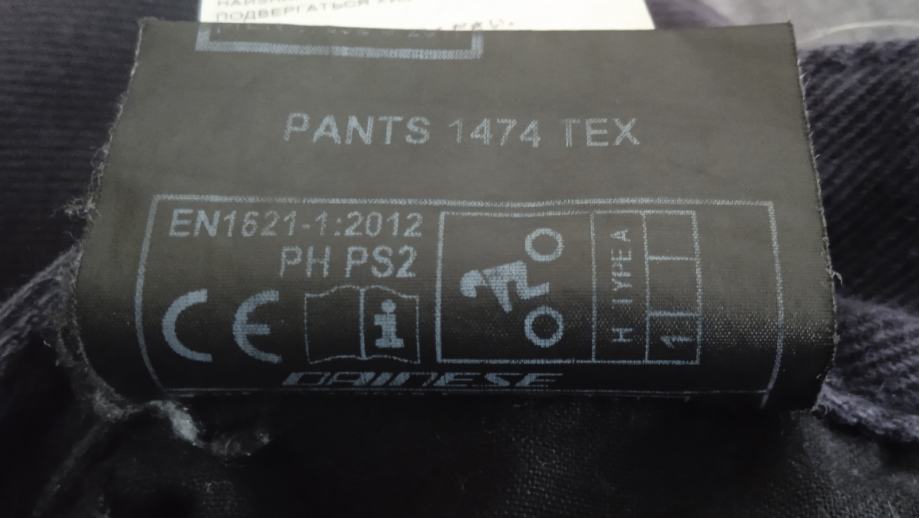 ПОДВЕРГАТЬСЯ
PANTS 1474 TEX
EN1621-1:2012
PH PS2
CE
i
H TYPE A
1
DAINESE